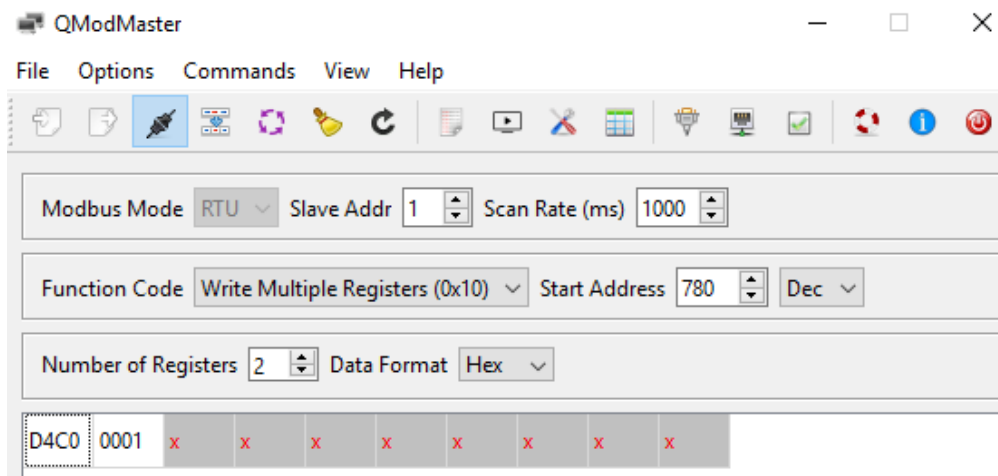 QModMaster
File Options Commands View Help
Modbus Mode RTU Slave Addr 1 Scan Rate (ms) 1000
Function Code Write Multiple Registers (0x10) Start Address 780 Dec
Number of Registers 2 Data Format Hex
D4C0 0001 x x x x x x x x